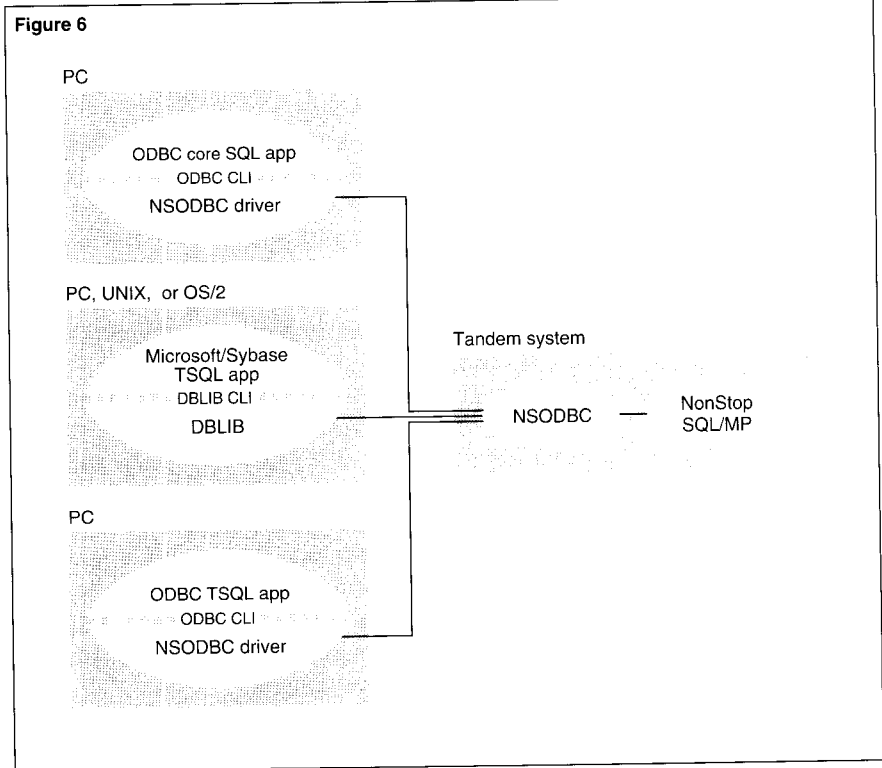 Figure 6
PC
ODBC core SQL app
ODBC CLI
NSODBC driver
PC, UNIX, or OS/2
Microsoft/Sybase
TSQL app
DBLIB CLI
DBLIB
Tandem system
NSODBC
NonStop
SQL/MP
PC
ODBC TSQL app
ODBC CLI
NSODBC driver